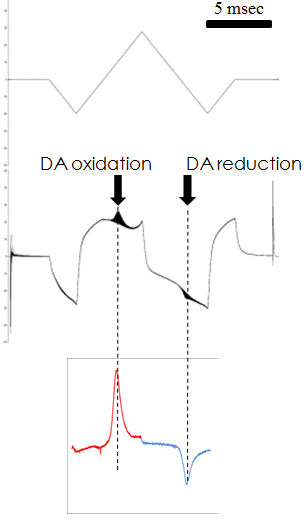 5 msec
DA oxidation
DA reduction